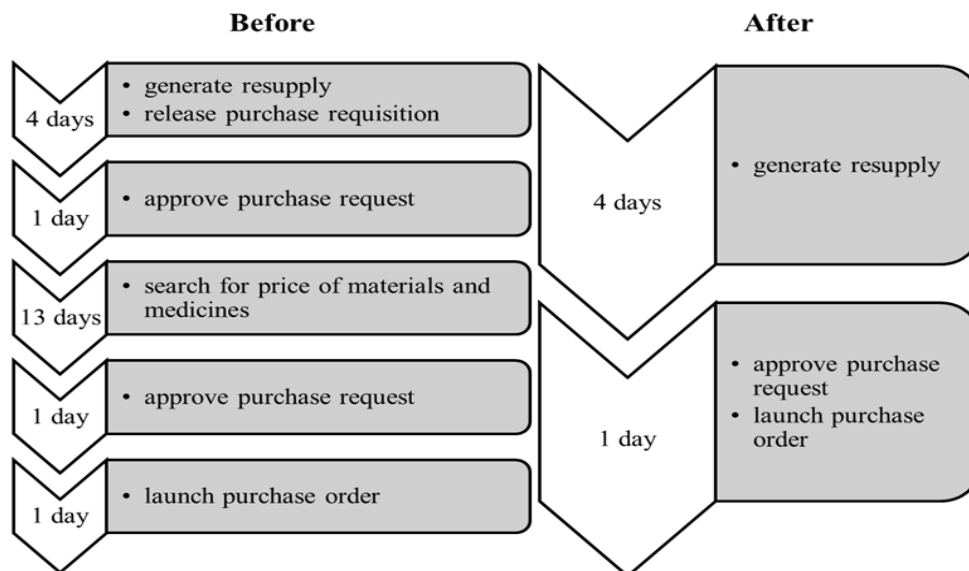 Before
4 days
• generate resupply
• release purchase requisition
1 day
• approve purchase request
13 days
• search for price of materials and
medicines
1 day
• approve purchase request
1 day
• launch purchase order
After
4 days
• generate resupply
1 day
• approve purchase
request
• launch purchase
order